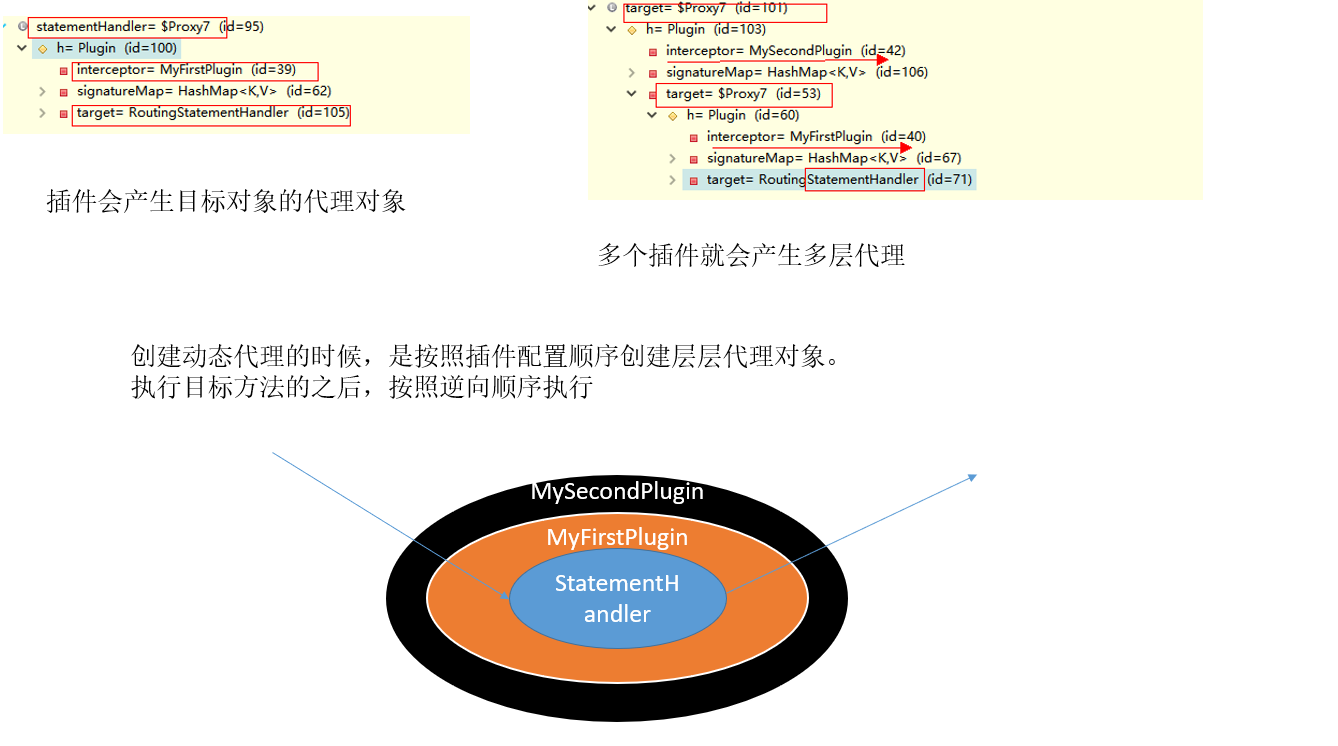 statementHandler= $Proxy7 (id=95)
h= Plugin (id=100)
interceptor= MyFirstPlugin (id=39)
signatureMap= HashMap<K,V> (id=62)
target= RoutingStatementHandler (id=105)
插件会产生目标对象的代理对象
target= $Proxy7 (id=101)
h= Plugin (id=103)
interceptor= MySecondPlugin (id=42)
signatureMap= HashMap<K,V> (id=106)
target= $Proxy7 (id=53)
h= Plugin (id=60)
interceptor= MyFirstPlugin (id=40)
signatureMap= HashMap<K,V> (id=67)
target= RoutingStatementHandler (id=71)
多个插件就会产生多层代理
创建动态代理的时候，是按照插件配置顺序创建层层代理对象。
执行目标方法的之后，按照逆向顺序执行
MySecondPlugin
MyFirstPlugin
StatementH
andler